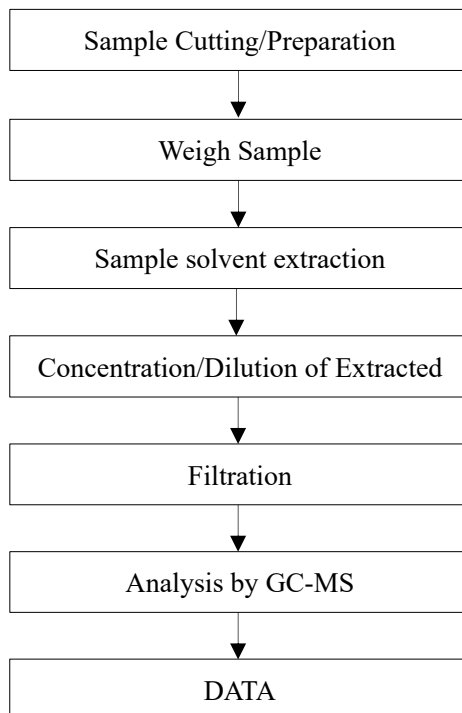 Sample Cutting/Preparation
Weigh Sample
Sample solvent extraction
Concentration/Dilution of Extracted
Filtration
Analysis by GC-MS
DATA